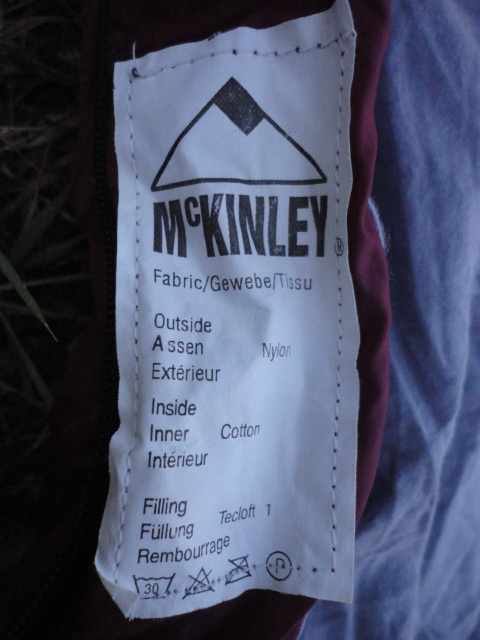 McKINLEY®
Fabric/Gewebe/Tissu
Outside
Assen Nylon
Extérieur
Inside
Inner Cotton
Intérieur
Filling
Füllung Tecloft 1
Rembourrage
30 P